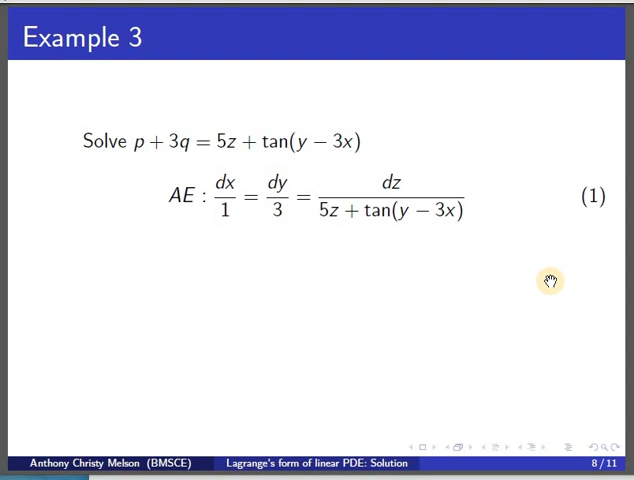 Example 3
Solve p + 3q = 5z + tan(y − 3x)
AE : dx/1 = dy/3 = dz/(5z + tan(y − 3x)) (1)
Anthony Christy Melson (BMSCE) Lagrange's form of linear PDE: Solution 8 / 11